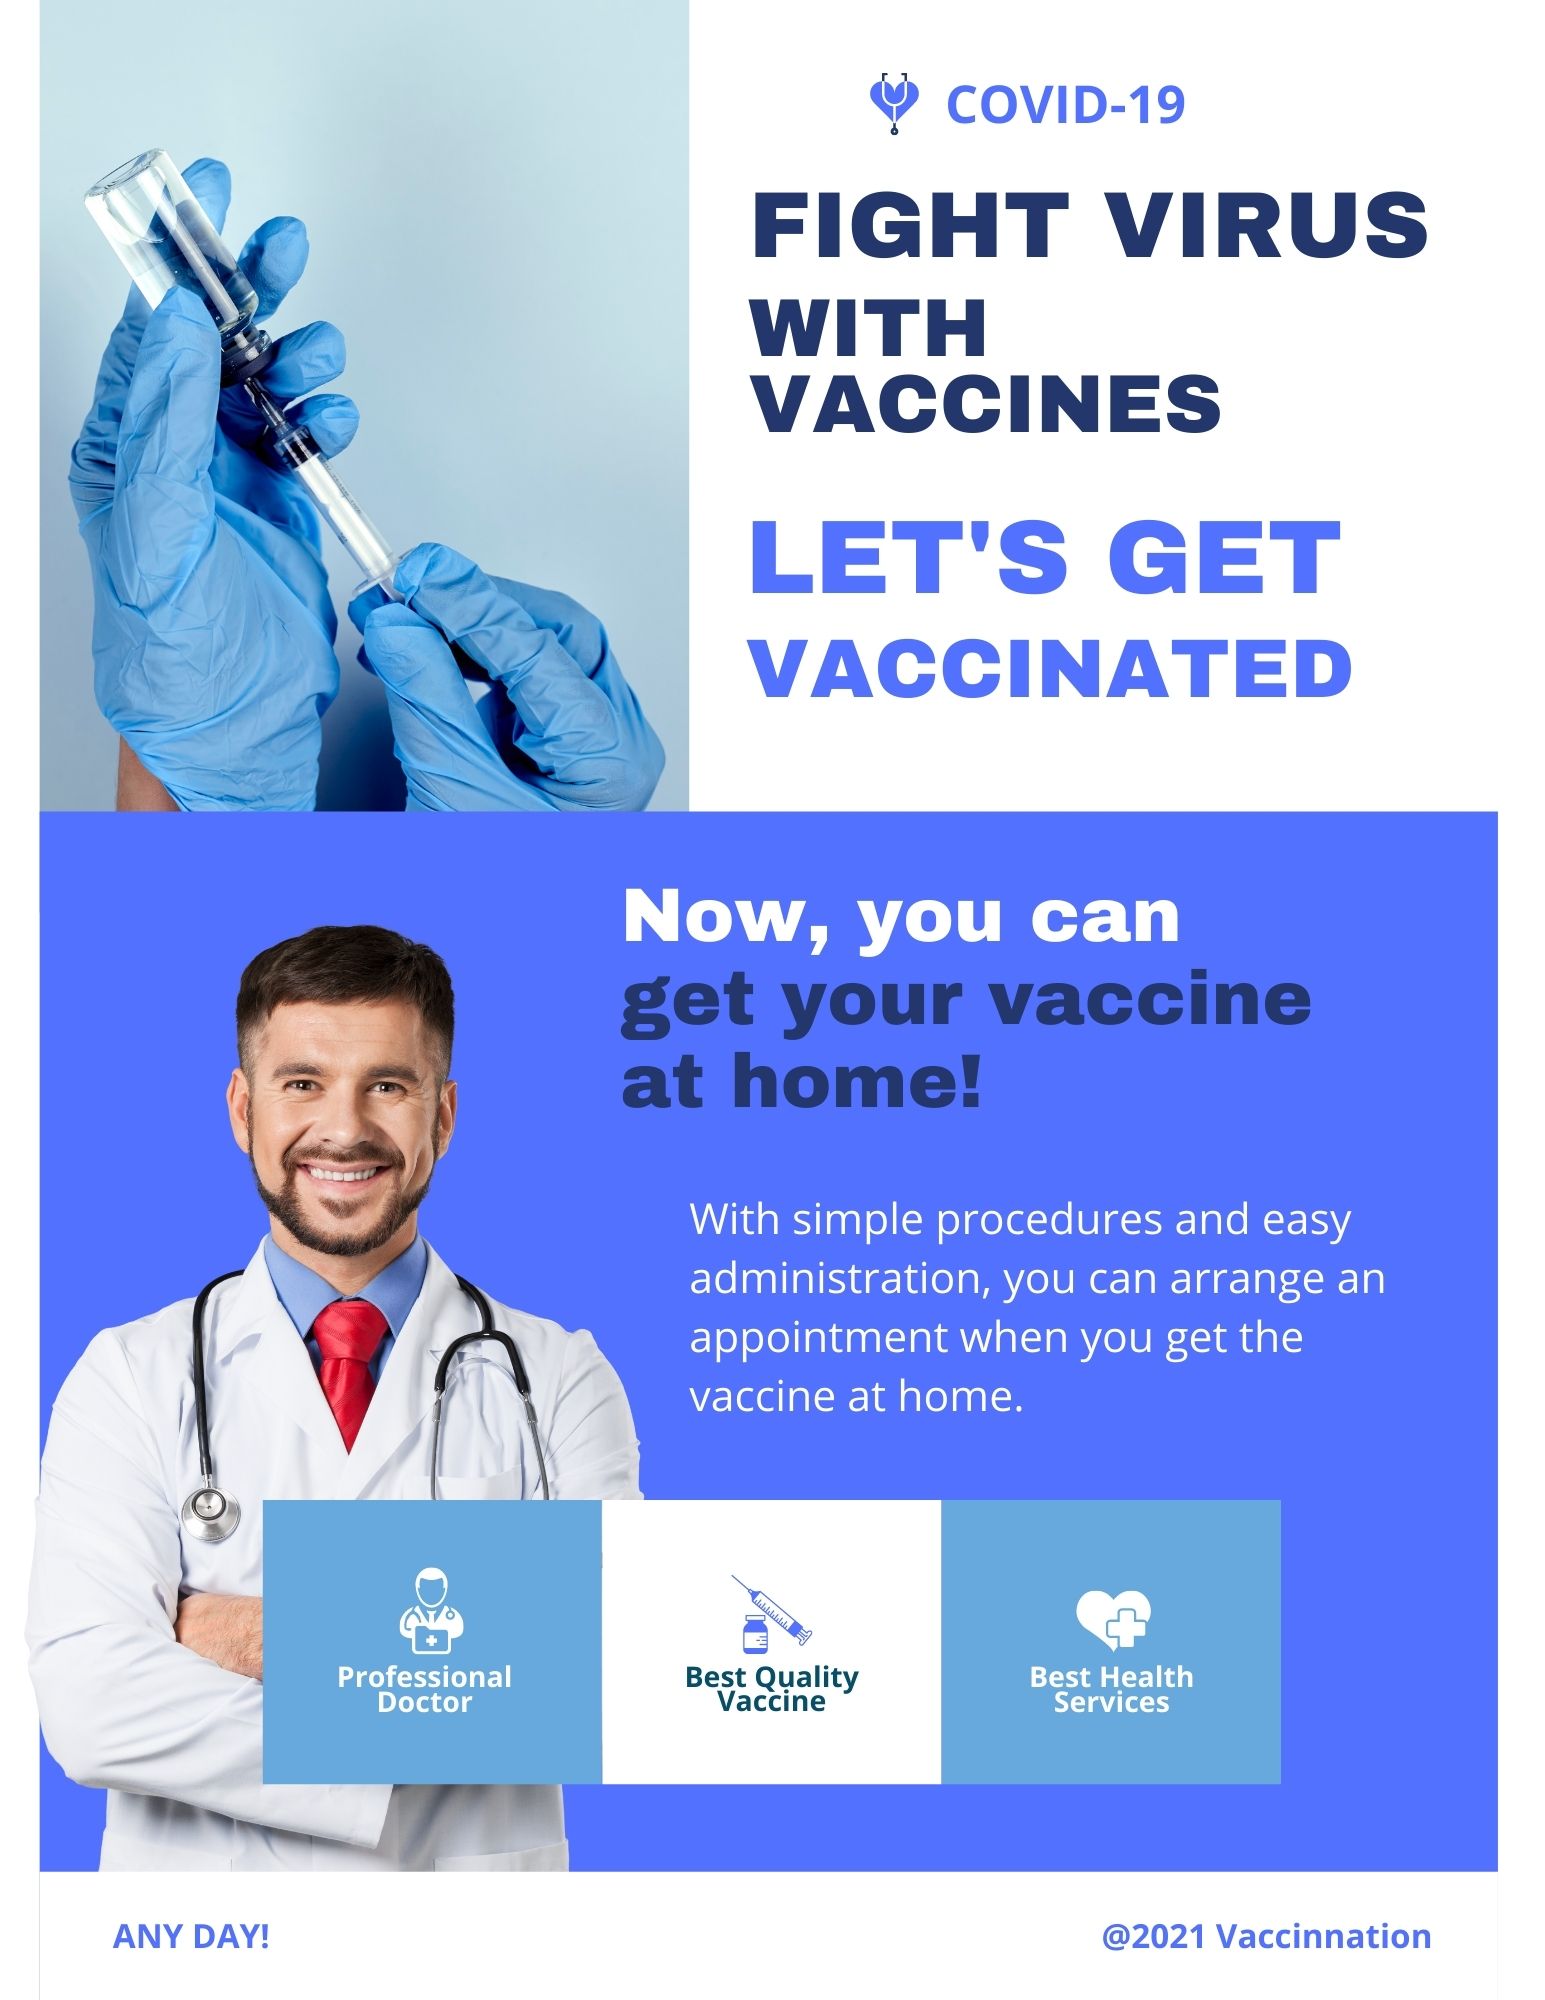 COVID-19
FIGHT VIRUS
WITH
VACCINES
LET'S GET
VACCINATED
Now, you can
get your vaccine
at home!
With simple procedures and easy
administration, you can arrange an
appointment when you get the
vaccine at home.
Professional
Doctor
Best Quality
Vaccine
Best Health
Services
ANY DAY!
@2021 Vaccinnation